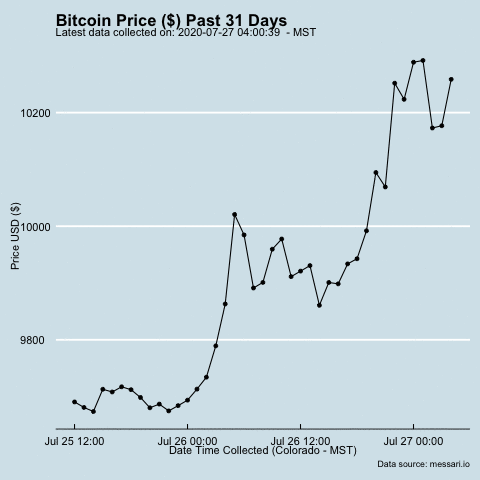 Bitcoin Price ($) Past 31 Days
Latest data collected on: 2020-07-27 04:00:39  - MST
10200
10000
9800
Price USD ($)
Jul 25 12:00
Jul 26 00:00
Jul 26 12:00
Jul 27 00:00
Date Time Collected (Colorado - MST)
Data source: messari.io